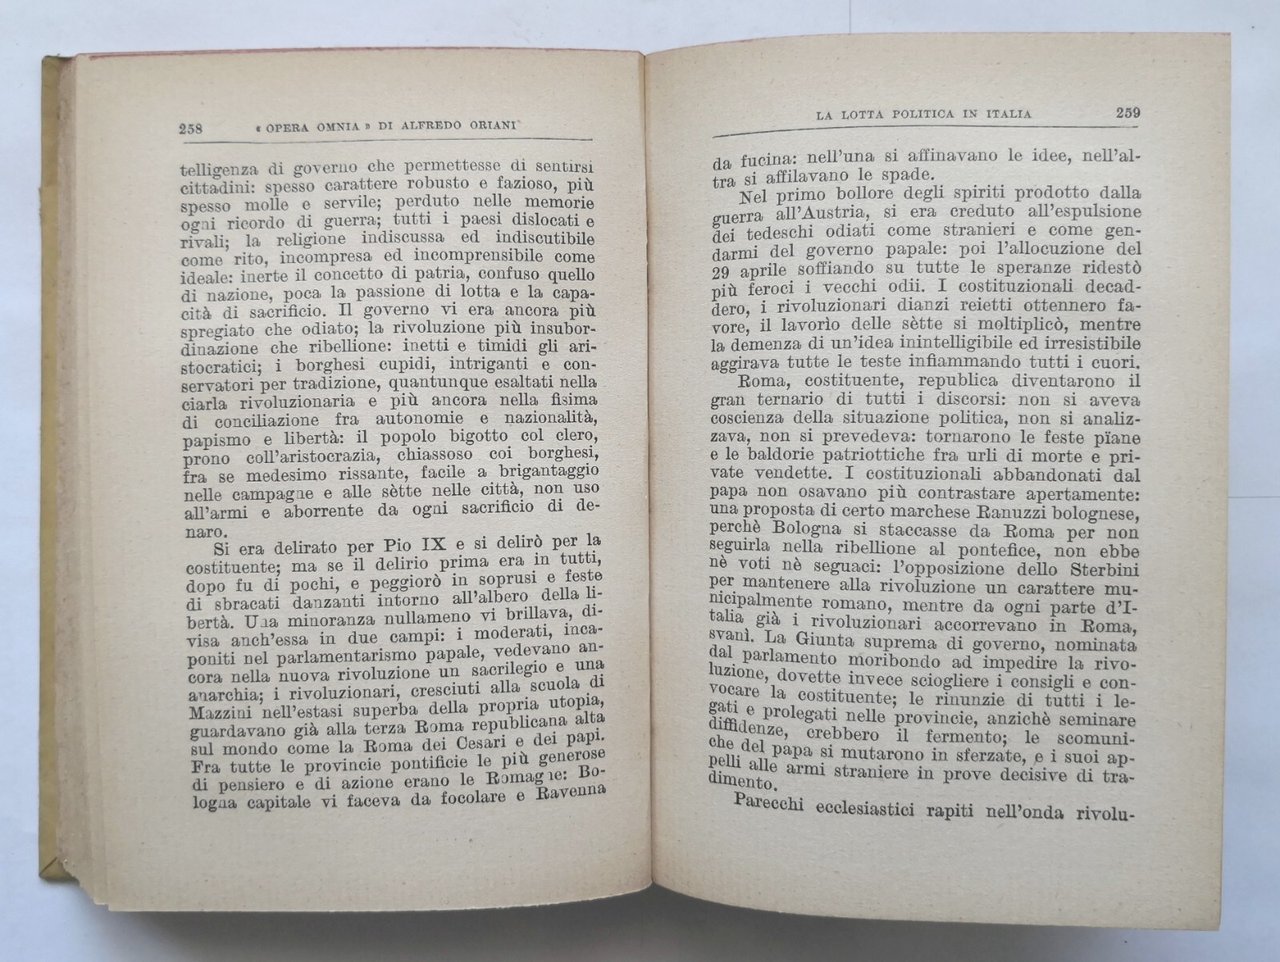 258 « OPERA OMNIA » DI ALFREDO ORIANI
telligenza di governo che permettesse di sentirsi
cittadini: spesso carattere robusto e fazioso, più
spesso molle e servile; perduto nelle memorie
ogni ricordo di guerra; tutti i paesi dislocati e
rivali; la religione indiscussa ed indiscutibile
come rito, incompresa ed incomprensibile come
ideale: inerte il concetto di patria, confuso quello
di nazione, poca la passione di lotta e la capa-
cità di sacrificio. Il governo vi era ancora più
spregiato che odiato; la rivoluzione più insubor-
dinazione che ribellione: inetti e timidi gli ari-
stocratici; i borghesi cupidi, intriganti e con-
servatori per tradizione, quantunque esaltati nella
ciarla rivoluzionaria e più ancora nella fisima
di conciliazione fra autonomie e nazionalità,
papismo e libertà: il popolo bigotto col clero,
prono coll'aristocrazia, chiassoso coi borghesi,
fra se medesimo rissante, facile a brigantaggio
nelle campagne e alle sètte nelle città, non uso
all'armi e aborrente da ogni sacrificio di de-
naro.
Si era delirato per Pio IX e si delirò per la
costituente; ma se il delirio prima era in tutti,
dopo fu di pochi, e peggiorò in soprusi e feste
di sbracati danzanti intorno all'albero della li-
bertà. Una minoranza nullameno vi brillava, di-
visa anch'essa in due campi: i moderati, inca-
poniti nel parlamentarismo papale, vedevano an-
cora nella nuova rivoluzione un sacrilegio e una
anarchia; i rivoluzionari, cresciuti alla scuola di
Mazzini nell'estasi superba della propria utopia,
guardavano già alla terza Roma republicana alta
sul mondo come la Roma dei Cesari e dei papi.
Fra tutte le provincie pontificie le più generose
di pensiero e di azione erano le Romagne: Bo-
logna capitale vi faceva da focolare e Ravenna
LA LOTTA POLITICA IN ITALIA 259
da fucina: nell'una si affinavano le idee, nell'al-
tra si affilavano le spade.
Nel primo bollore degli spiriti prodotto dalla
guerra all'Austria, si era creduto all'espulsione
dei tedeschi odiati come stranieri e come gen-
darmi del governo papale: poi l'allocuzione del
29 aprile soffiando su tutte le speranze ridestò
più feroci i vecchi odii. I costituzionali decad-
dero, i rivoluzionari dianzi reietti ottennero fa-
vore, il lavorìo delle sètte si moltiplicò, mentre
la demenza di un'idea inintelligibile ed irresistibile
aggirava tutte le teste infiammando tutti i cuori.
Roma, costituente, republica diventarono il
gran ternario di tutti i discorsi: non si aveva
coscienza della situazione politica, non si analiz-
zava, non si prevedeva: tornarono le feste pïane
e le baldorie patriottiche fra urli di morte e pri-
vate vendette. I costituzionali abbandonati dal
papa non osavano più contrastare apertamente:
una proposta di certo marchese Ranuzzi bolognese,
perchè Bologna si staccasse da Roma per non
seguirla nella ribellione al pontefice, non ebbe
nè voti nè seguaci: l'opposizione dello Sterbini
per mantenere alla rivoluzione un carattere mu-
nicipalmente romano, mentre da ogni parte d'I-
talia già i rivoluzionari accorrevano in Roma,
svanì. La Giunta suprema di governo, nominata
dal parlamento moribondo ad impedire la rivo-
luzione, dovette invece sciogliere i consigli e con-
vocare la costituente; le rinunzie di tutti i le-
gati e prolegati nelle provincie, anzichè seminare
diffidenze, crebbero il fermento; le scomuni-
che del papa si mutarono in sferzate, e i suoi ap-
pelli alle armi straniere in prove decisive di tra-
dimento.
Parecchi ecclesiastici rapiti nell'onda rivolu-